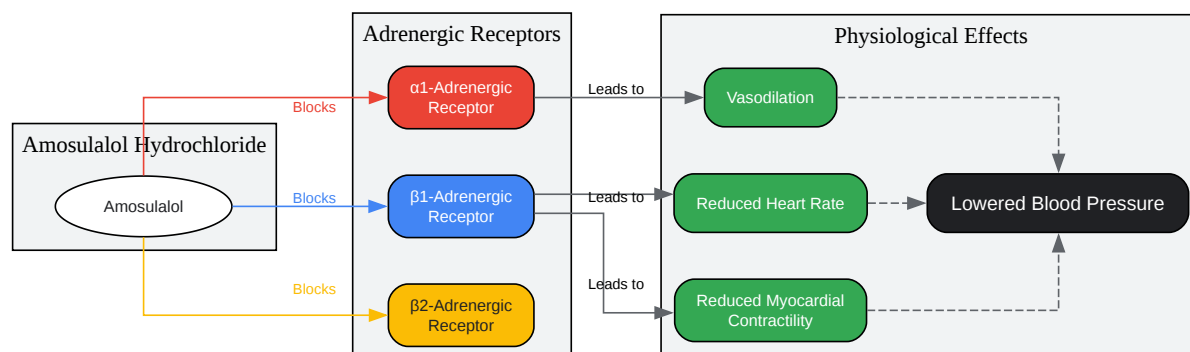 Adrenergic Receptors
Physiological Effects
α1-Adrenergic
Receptor
Leads to
Vasodilation
Blocks
Amosulalol Hydrochloride
Amosulalol
Blocks
β1-Adrenergic
Receptor
Leads to
Reduced Heart Rate
Lowered Blood Pressure
Blocks
β2-Adrenergic
Receptor
Leads to
Reduced Myocardial
Contractility